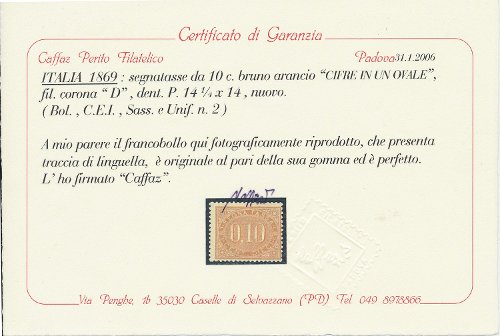 Certificato di Garanzia
Caffaz Perito Filatelico Padova 31.1.2006
ITALIA 1869 : segnatasse da 10 c. bruno arancio "CIFRE IN UN OVALE",
fil. corona "D", dent. P. 14 ¼ x 14 , nuovo.
( Bol. , C.E.I. , Sass. e Unif. n. 2 )
A mio parere il francobollo qui fotograficamente riprodotto, che presenta
traccia di linguella, è originale al pari della sua gomma ed è perfetto.
L' ho firmato "Caffaz".
Caffaz
0,10
Via Penghe, 1b 35030 Caselle di Selvazzano (PD) Tel. 049 8978866